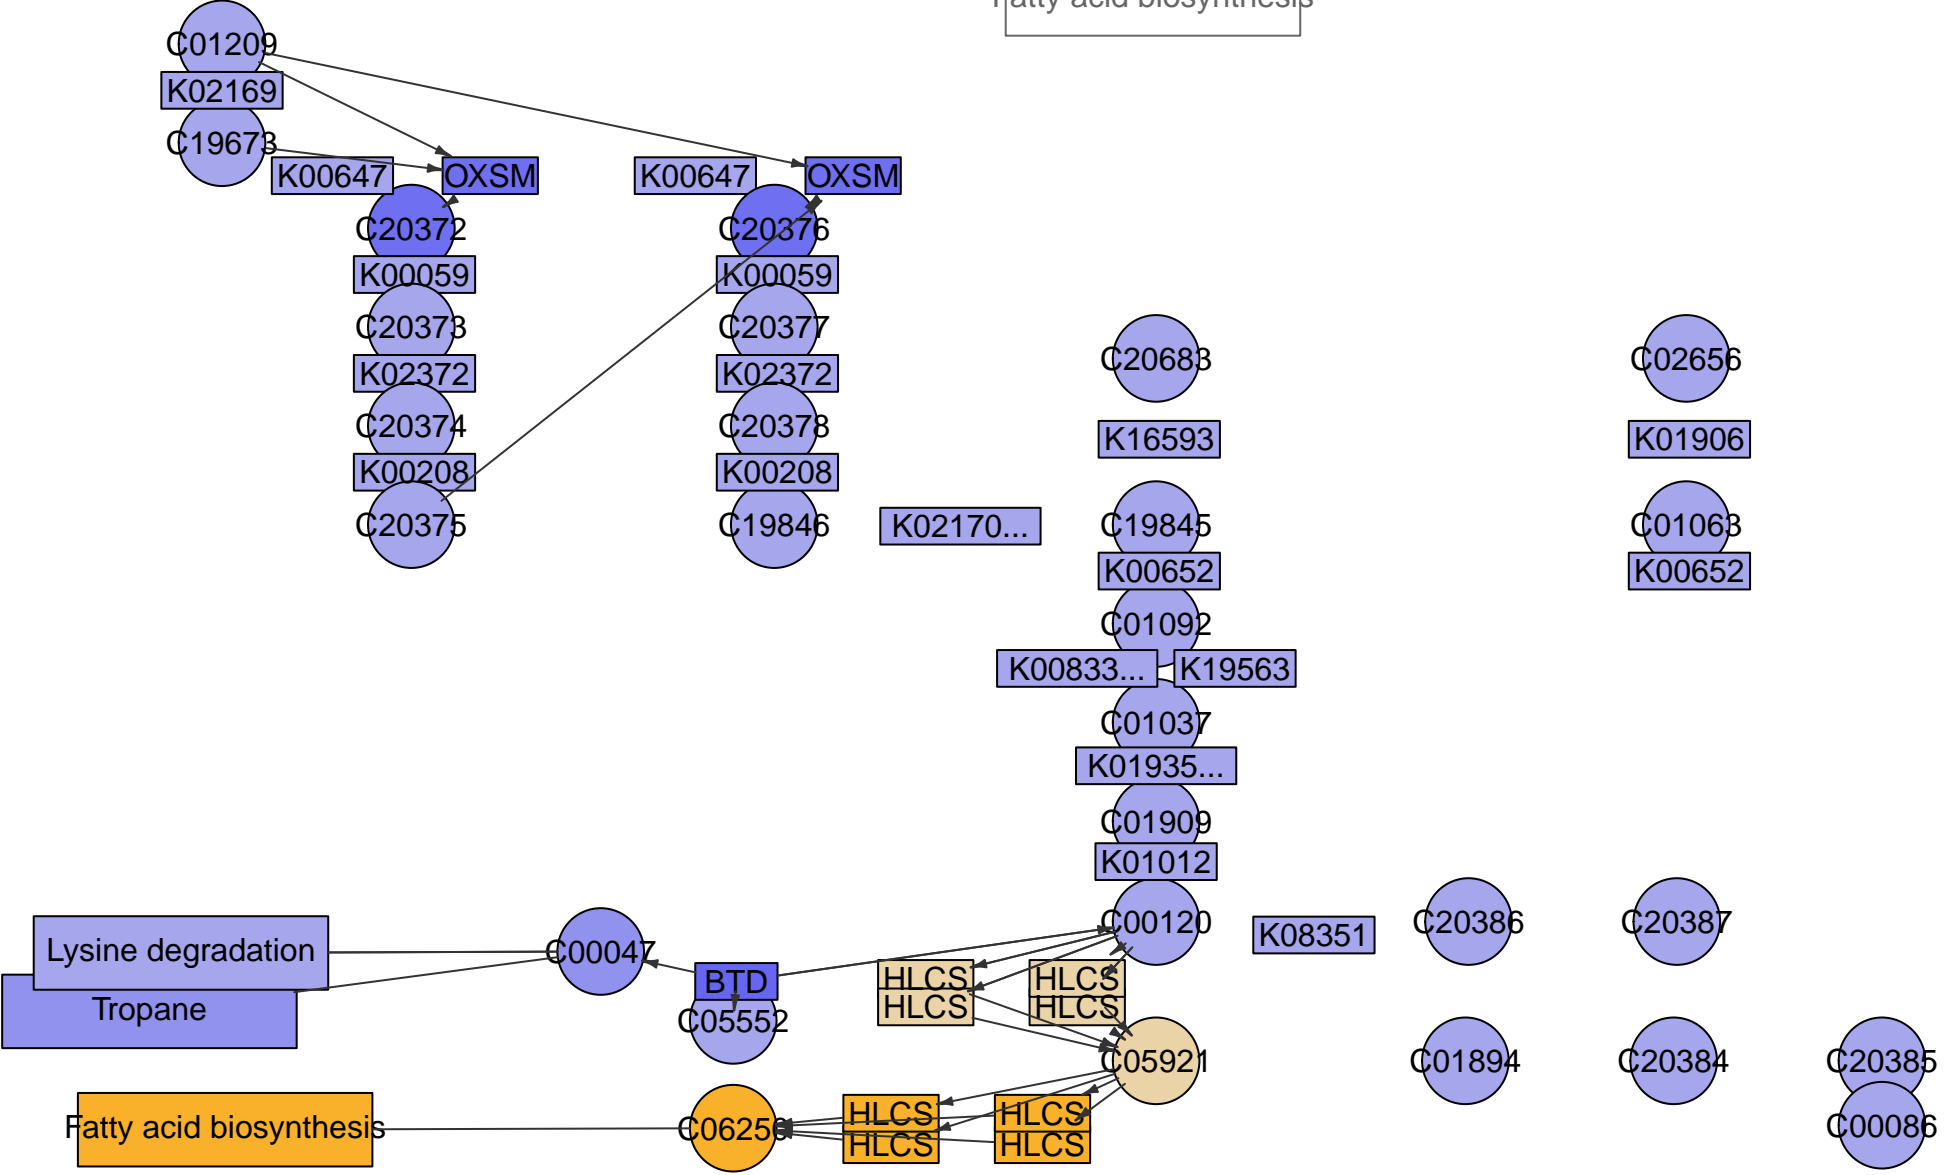 Fatty acid biosynthesis
C01209
K02169
C19673
K00647
OXSM
K00647
OXSM
C20372
C20376
K00059
K00059
C20373
C20377
C20683
C02656
K02372
K02372
C20374
C20378
K16593
K01906
K00208
K00208
C20375
C19846
K02170...
C19845
C01063
K00652
K00652
C01092
K00833...
K19563
C01037
K01935...
C01909
K01012
C00120
K08351
C20386
C20387
Lysine degradation
C00047
BTD
HLCS
HLCS
Tropane
C05552
HLCS
HLCS
C05921
C01894
C20384
C20385
Fatty acid biosynthesis
C06250
HLCS
HLCS
HLCS
HLCS
C00086